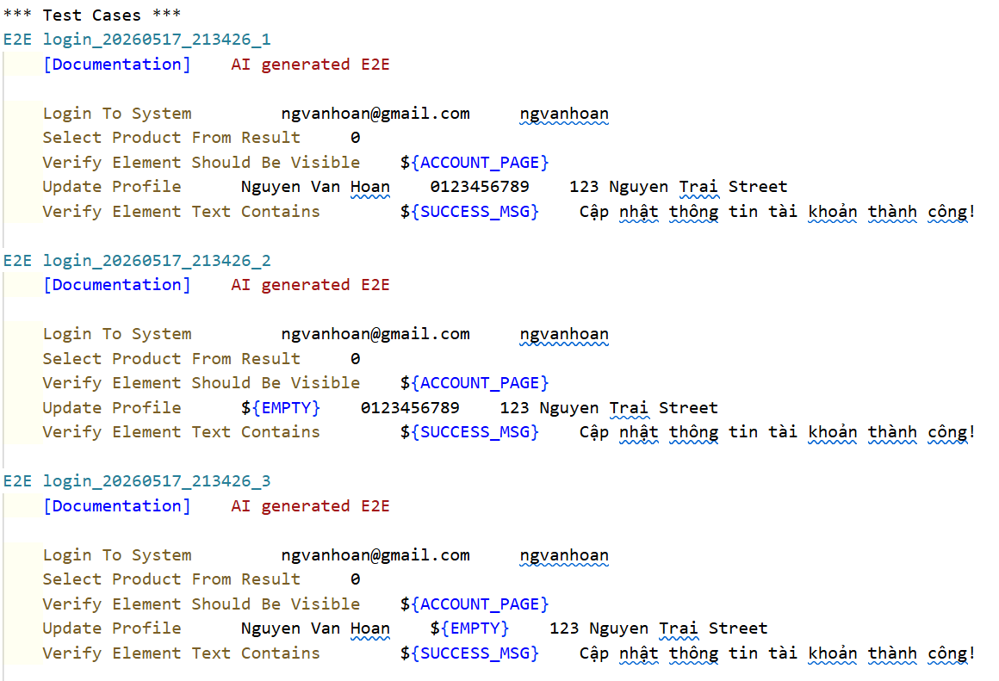 *** Test Cases ***
E2E login_20260517_213426_1
[Documentation]    AI generated E2E
Login To System         ngvanhoan@gmail.com     ngvanhoan
Select Product From Result     0
Verify Element Should Be Visible    ${ACCOUNT_PAGE}
Update Profile      Nguyen Van Hoan    0123456789    123 Nguyen Trai Street
Verify Element Text Contains        ${SUCCESS_MSG}    Cập nhật thông tin tài khoản thành công!
E2E login_20260517_213426_2
[Documentation]    AI generated E2E
Login To System         ngvanhoan@gmail.com     ngvanhoan
Select Product From Result     0
Verify Element Should Be Visible    ${ACCOUNT_PAGE}
Update Profile      ${EMPTY}    0123456789    123 Nguyen Trai Street
Verify Element Text Contains        ${SUCCESS_MSG}    Cập nhật thông tin tài khoản thành công!
E2E login_20260517_213426_3
[Documentation]    AI generated E2E
Login To System         ngvanhoan@gmail.com     ngvanhoan
Select Product From Result     0
Verify Element Should Be Visible    ${ACCOUNT_PAGE}
Update Profile      Nguyen Van Hoan    ${EMPTY}    123 Nguyen Trai Street
Verify Element Text Contains        ${SUCCESS_MSG}    Cập nhật thông tin tài khoản thành công!